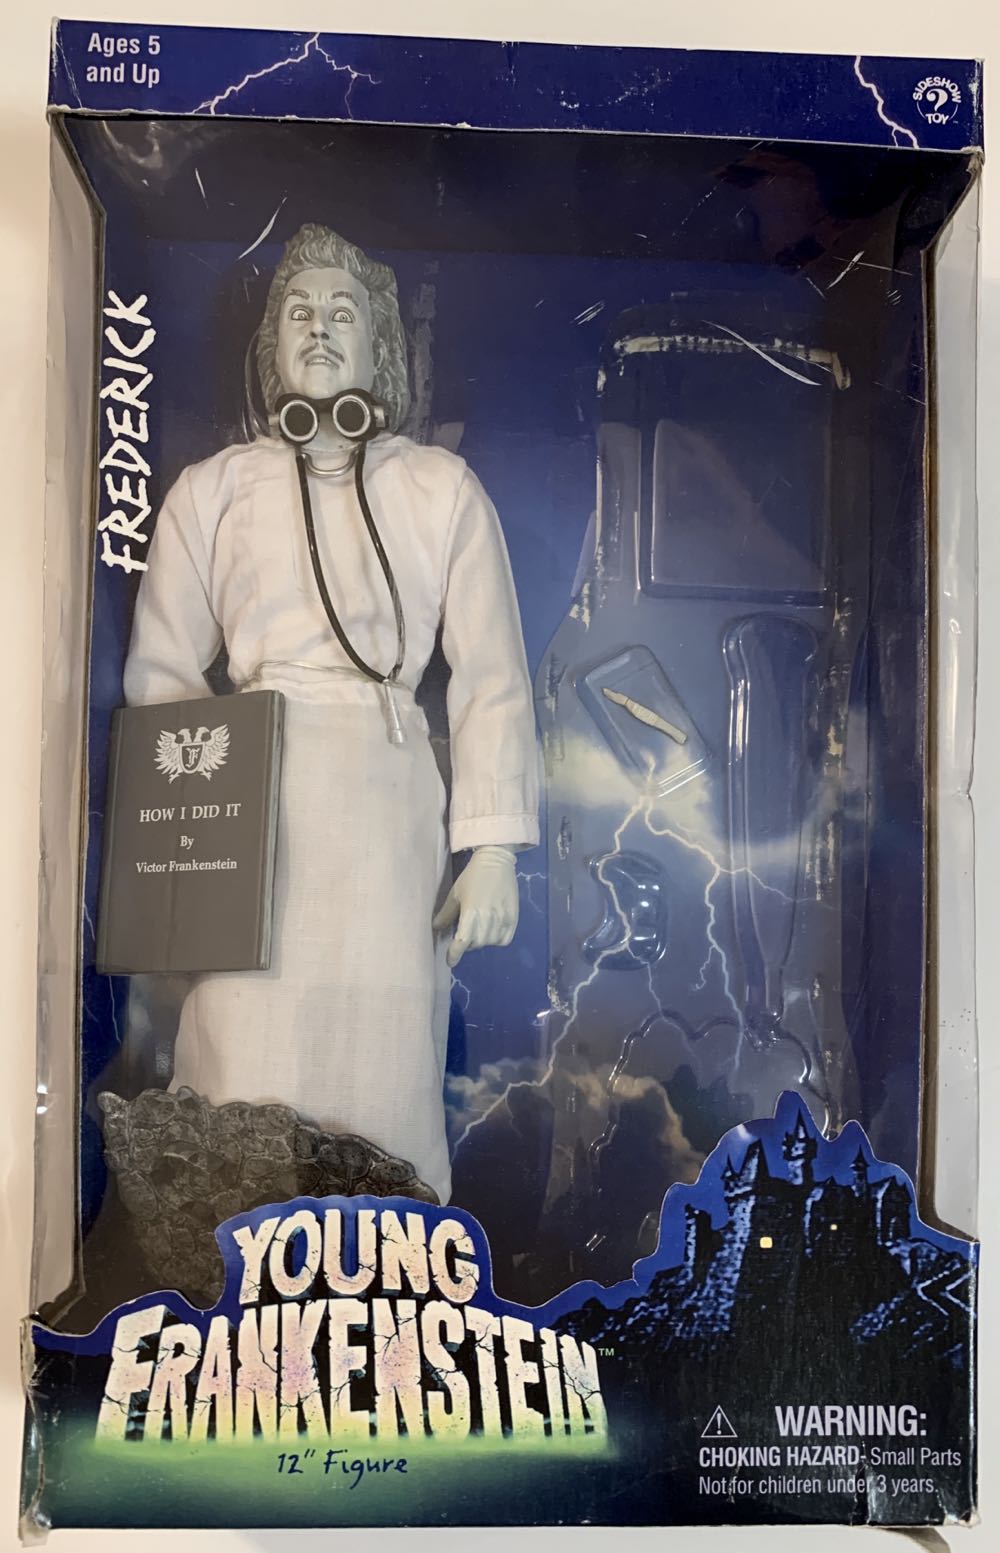 Ages 5
and Up
SIDESHOW
?
TOY
FREDERICK
F
HOW I DID IT
By
Victor Frankenstein
YOUNG
FRANKENSTEIN™
12" Figure
⚠ WARNING:
CHOKING HAZARD- Small Parts
Not for children under 3 years.